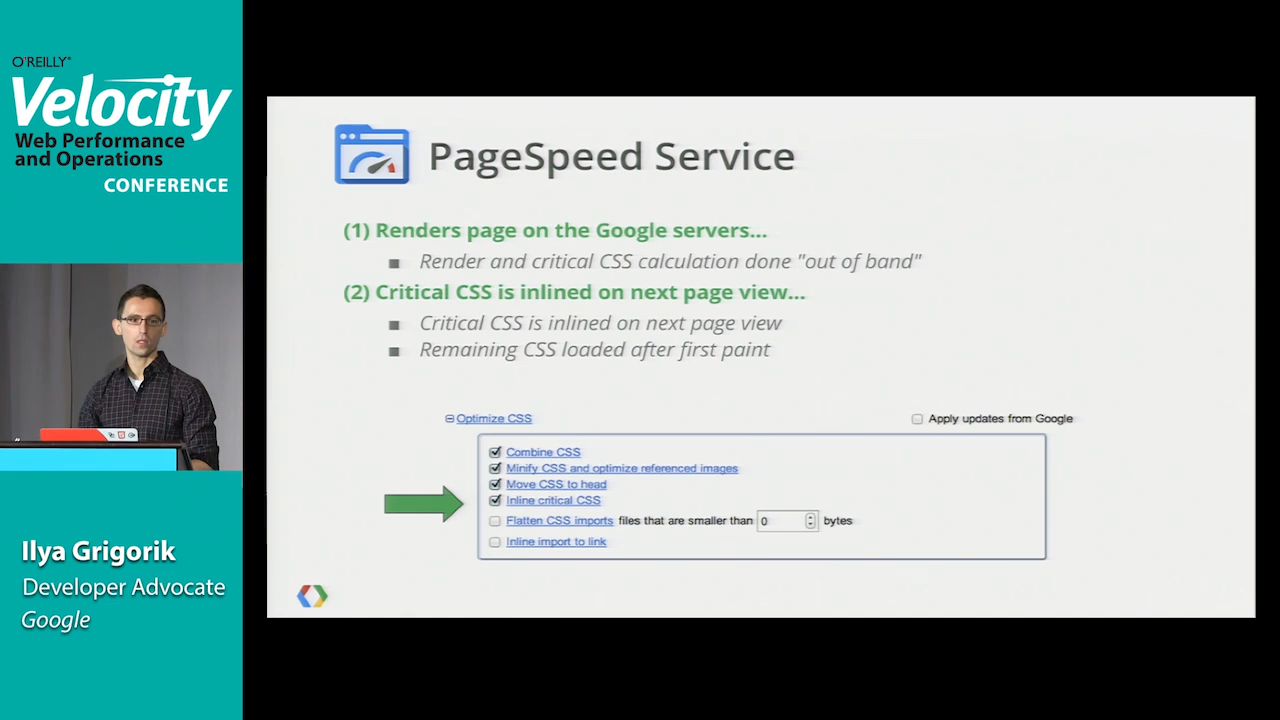 O'REILLY®
Velocity
Web Performance
and Operations
CONFERENCE
PageSpeed Service
(1) Renders page on the Google servers...
Render and critical CSS calculation done "out of band"
(2) Critical CSS is inlined on next page view...
Critical CSS is inlined on next page view
Remaining CSS loaded after first paint
Optimize CSS
Apply updates from Google
Combine CSS
Minify CSS and optimize referenced images
Move CSS to head
Inline critical CSS
Flatten CSS imports files that are smaller than 0 bytes
Inline import to link
Ilya Grigorik
Developer Advocate
Google